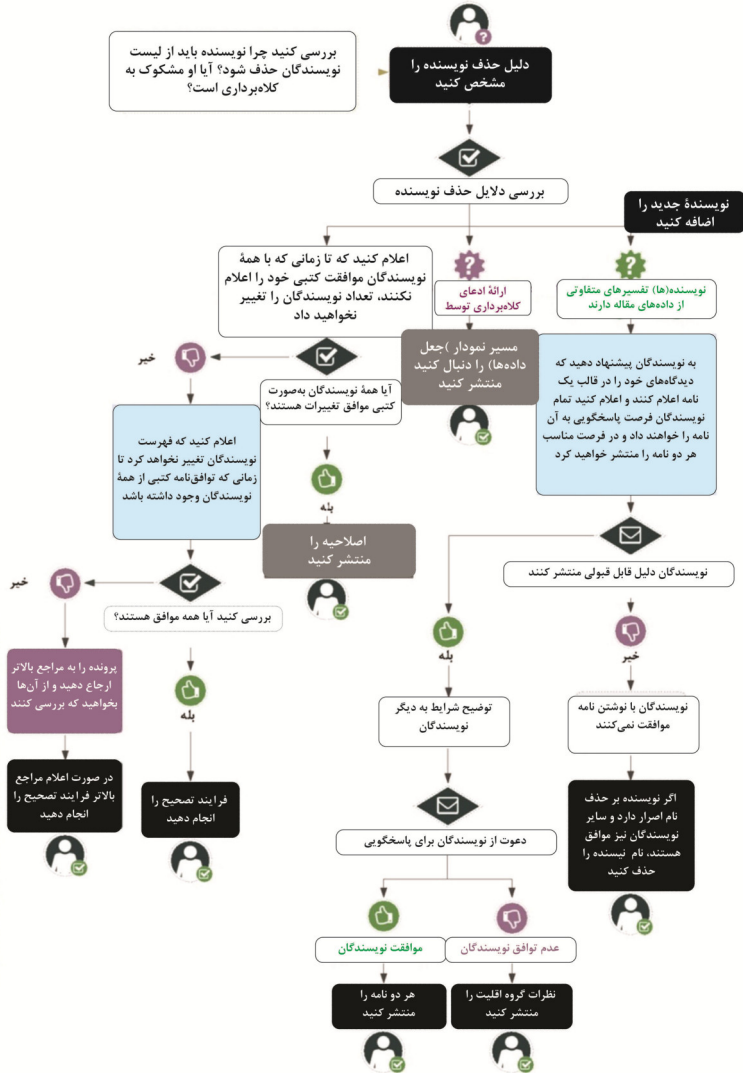 دلیل حذف نویسنده را
مشخص کنید
بررسی کنید چرا نویسنده باید از لیست
نویسندگان حذف شود؟ آیا او مشکوک به
کلاه‌برداری است؟
بررسی دلایل حذف نویسنده
نویسندهٔ جدید را
اضافه کنید
نویسنده(ها) تفسیرهای متفاوتی
از داده‌های مقاله دارند
ارائهٔ ادعای
کلاه‌برداری توسط
اعلام کنید که تا زمانی که با همهٔ
نویسندگان موافقت کتبی خود را اعلام
نکنند، تعداد نویسندگان را تغییر
نخواهید داد
به نویسندگان پیشنهاد دهید که
دیدگاه‌های خود را در قالب یک
نامه اعلام کنند و اعلام کنید تمام
نویسندگان فرصت پاسخگویی به آن
نامه را خواهند داد و در فرصت مناسب
هر دو نامه را منتشر خواهید کرد
مسیر نمودار )جعل
داده‌ها) را دنبال کنید
منتشر کنید
آیا همهٔ نویسندگان به‌صورت
کتبی موافق تغییرات هستند؟
خیر
اعلام کنید که فهرست
نویسندگان تغییر نخواهد کرد تا
زمانی که توافق‌نامه کتبی از همهٔ
نویسندگان وجود داشته باشد
بله
اصلاحیه را
منتشر کنید
نویسندگان دلیل قابل قبولی منتشر کنند
بررسی کنید آیا همه موافق هستند؟
خیر
خیر
بله
بله
نویسندگان با نوشتن نامه
موافقت نمی‌کنند
توضیح شرایط به دیگر
نویسندگان
پرونده را به مراجع بالاتر
ارجاع دهید و از آن‌ها
بخواهید که بررسی کنند
اگر نویسنده بر حذف
نام اصرار دارد و سایر
نویسندگان نیز موافق
هستند، نام نیسنده را
حذف کنید
فرایند تصحیح را
انجام دهید
در صورت اعلام مراجع
بالاتر فرایند تصحیح را
انجام دهید
دعوت از نویسندگان برای پاسخگویی
عدم توافق نویسندگان
موافقت نویسندگان
نظرات گروه اقلیت را
منتشر کنید
هر دو نامه را
منتشر کنید